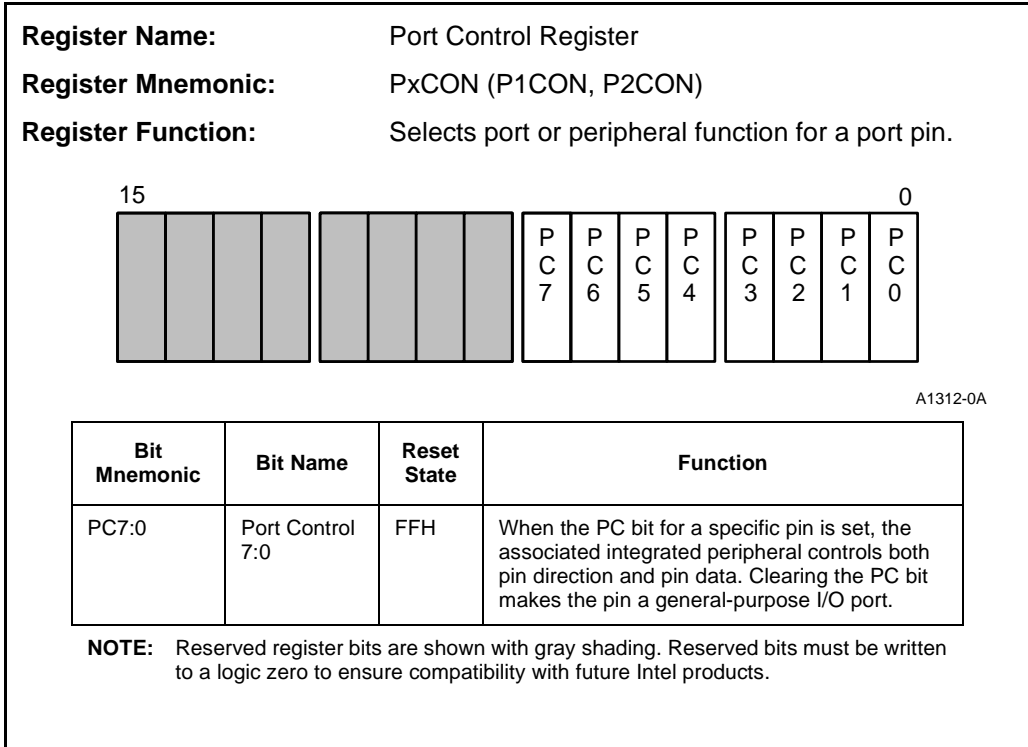 Register Name: Port Control Register
Register Mnemonic: PxCON (P1CON, P2CON)
Register Function: Selects port or peripheral function for a port pin.
15 0
P P P P P P P P
C C C C C C C C
7 6 5 4 3 2 1 0
A1312-0A
Bit Mnemonic Bit Name Reset State Function
PC7:0 Port Control 7:0 FFH When the PC bit for a specific pin is set, the
associated integrated peripheral controls both
pin direction and pin data. Clearing the PC bit
makes the pin a general-purpose I/O port.
NOTE: Reserved register bits are shown with gray shading. Reserved bits must be written
to a logic zero to ensure compatibility with future Intel products.